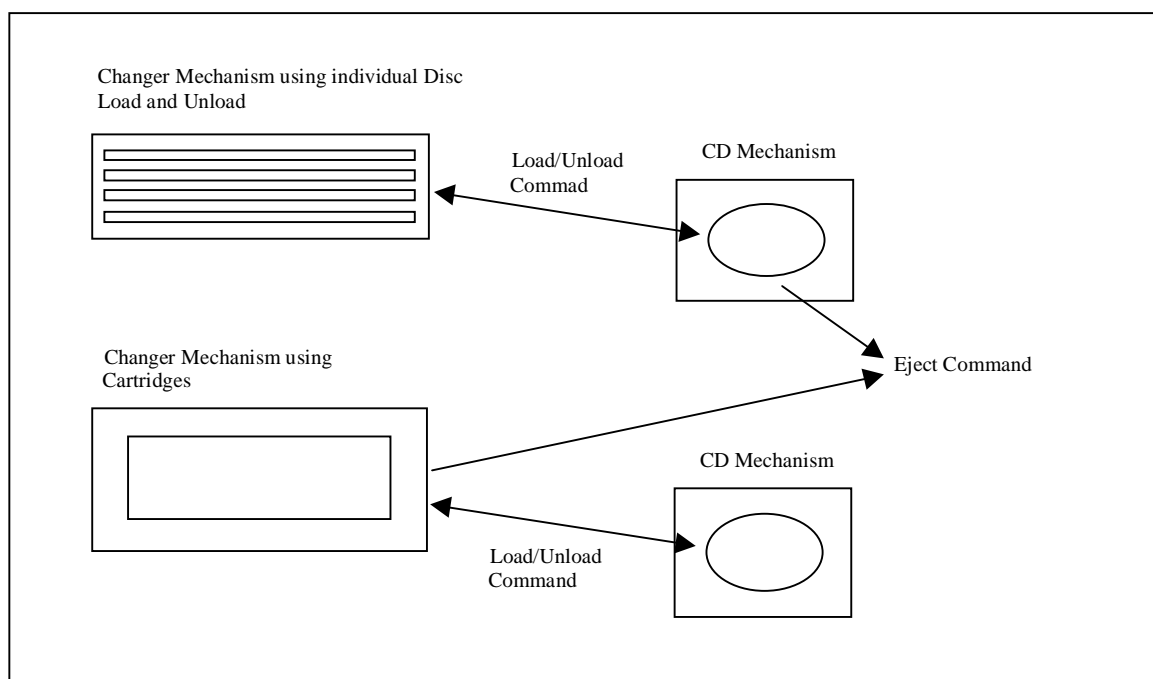 Changer Mechanism using individual Disc
Load and Unload
Load/Unload
Commad
CD Mechanism
Changer Mechanism using
Cartridges
Eject Command
CD Mechanism
Load/Unload
Command